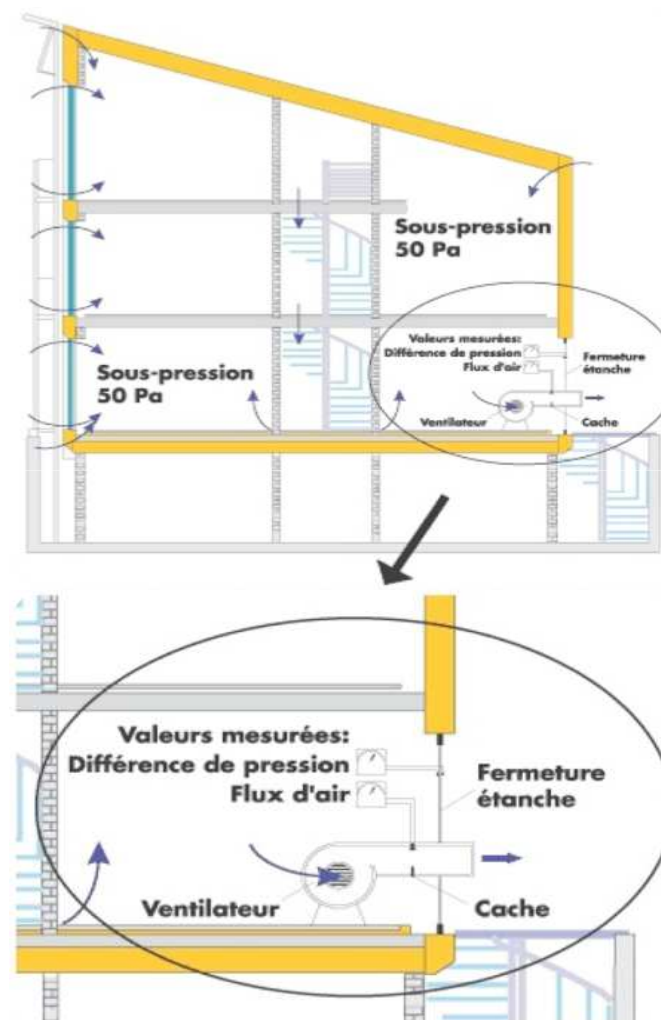 Sous-pression
50 Pa
Valeurs mesurées:
Différence de pression
Flux d'air
Fermeture
étanche
Sous-pression
50 Pa
Ventilateur
Cache
Valeurs mesurées:
Différence de pression
Flux d'air
Fermeture
étanche
Ventilateur
Cache